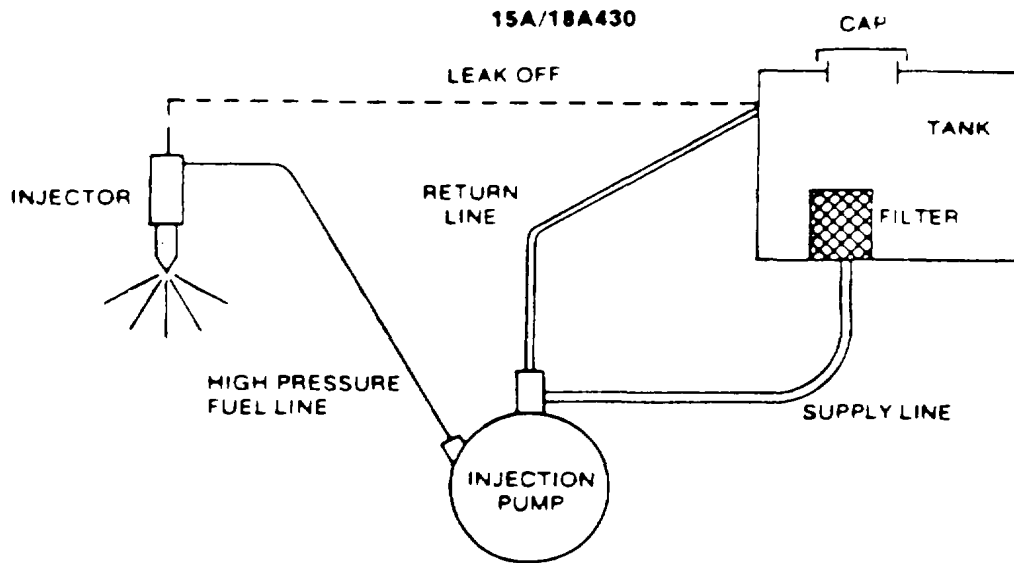 15A/18A430
CAP
LEAK OFF
TANK
INJECTOR
RETURN
LINE
FILTER
HIGH PRESSURE
FUEL LINE
SUPPLY LINE
INJECTION
PUMP